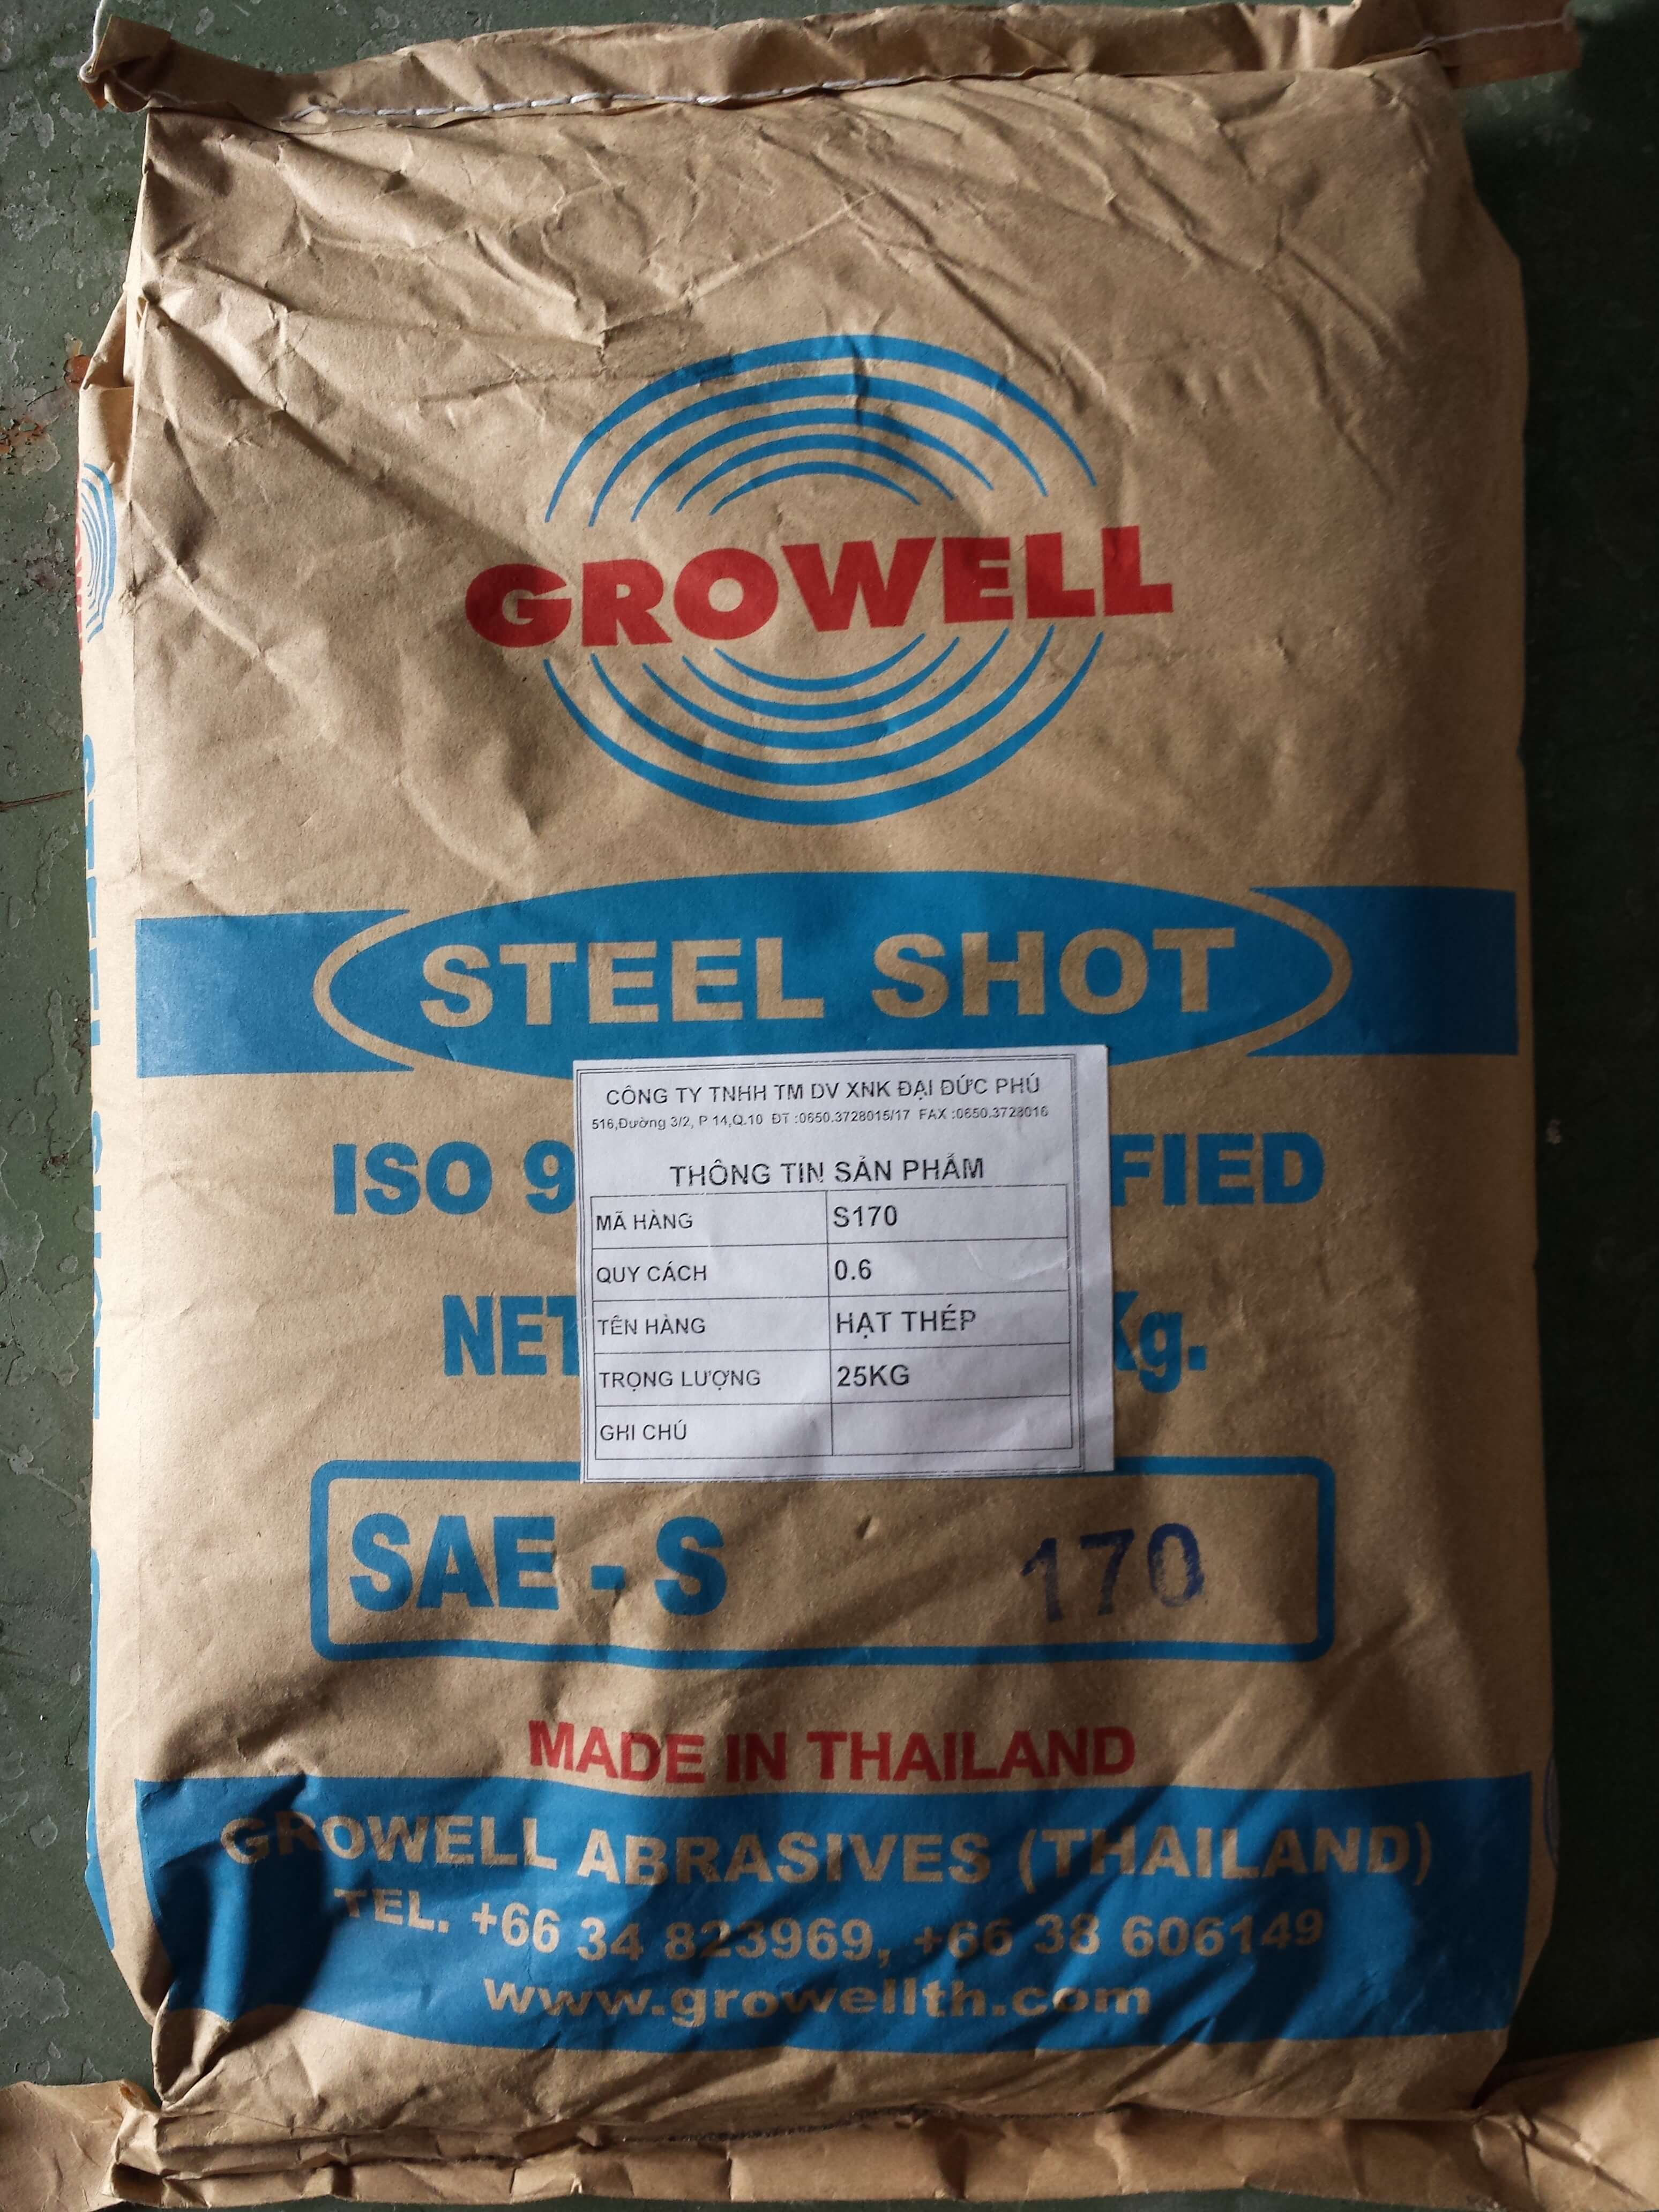 GROWELL
STEEL SHOT
CÔNG TY TNHH TM DV XNK ĐẠI ĐỨC PHÚ
516,Đường 3/2, P 14,Q.10 ĐT :0650.3728015/17 FAX :0650.3728016
THÔNG TIN SẢN PHẨM
MÃ HÀNG S170
QUY CÁCH 0.6
TÊN HÀNG HẠT THÉP
TRỌNG LƯỢNG 25KG
GHI CHÚ
ISO 9 FIED
NET Kg.
SAE - S 170
MADE IN THAILAND
GROWELL ABRASIVES (THAILAND)
TEL. +66 34 823969, +66 38 606149
www.growellth.com